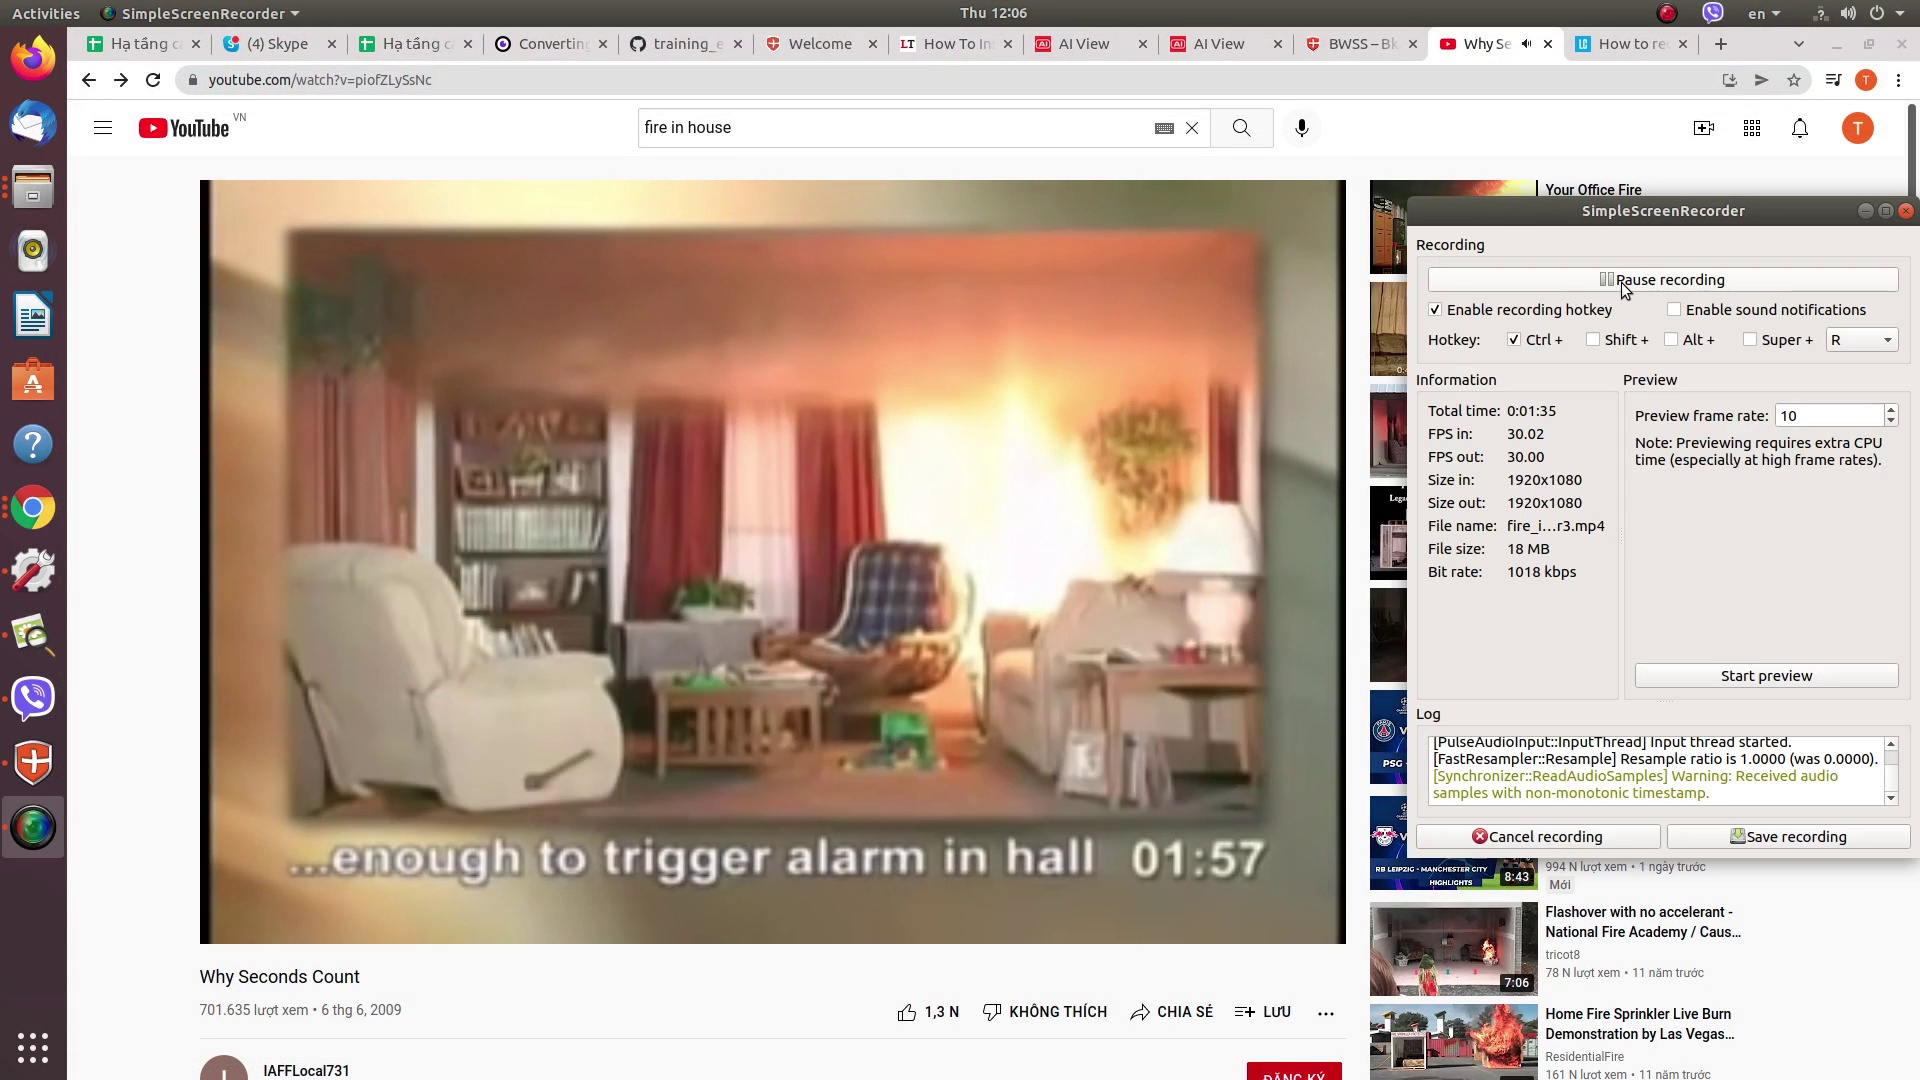 Activities
SimpleScreenRecorder
Thu 12:06
en
Hạ tầng c
(4) Skype
Hạ tầng c
Converting
training_e
Welcome
How To In
AI View
AI View
BWSS – Bk
Why Se
How to re
youtube.com/watch?v=piofZLySsNc
YouTube VN
fire in house
T
...enough to trigger alarm in hall 01:57
Why Seconds Count
701.635 lượt xem • 6 thg 6, 2009
1,3 N
KHÔNG THÍCH
CHIA SẺ
LƯU
IAFFLocal731
ĐĂNG KÝ
Your Office Fire
SimpleScreenRecorder
Recording
Pause recording
Enable recording hotkey
Enable sound notifications
Hotkey:
Ctrl +
Shift +
Alt +
Super +
R
Information
Total time: 0:01:35
FPS in: 30.02
FPS out: 30.00
Size in: 1920x1080
Size out: 1920x1080
File name: fire_i...r3.mp4
File size: 18 MB
Bit rate: 1018 kbps
Preview
Preview frame rate: 10
Note: Previewing requires extra CPU
time (especially at high frame rates).
Start preview
Log
[PulseAudioInput::InputThread] Input thread started.
[FastResampler::Resample] Resample ratio is 1.0000 (was 0.0000).
[Synchronizer::ReadAudioSamples] Warning: Received audio
samples with non-monotonic timestamp.
Cancel recording
Save recording
PSG -
RB LEIPZIG - MANCHESTER CITY
HIGHLIGHTS
8:43
994 N lượt xem • 1 ngày trước
Mới
Flashover with no accelerant -
National Fire Academy / Caus...
tricot8
78 N lượt xem • 11 năm trước
7:06
Home Fire Sprinkler Live Burn
Demonstration by Las Vegas...
ResidentialFire
161 N lượt xem • 11 năm trước